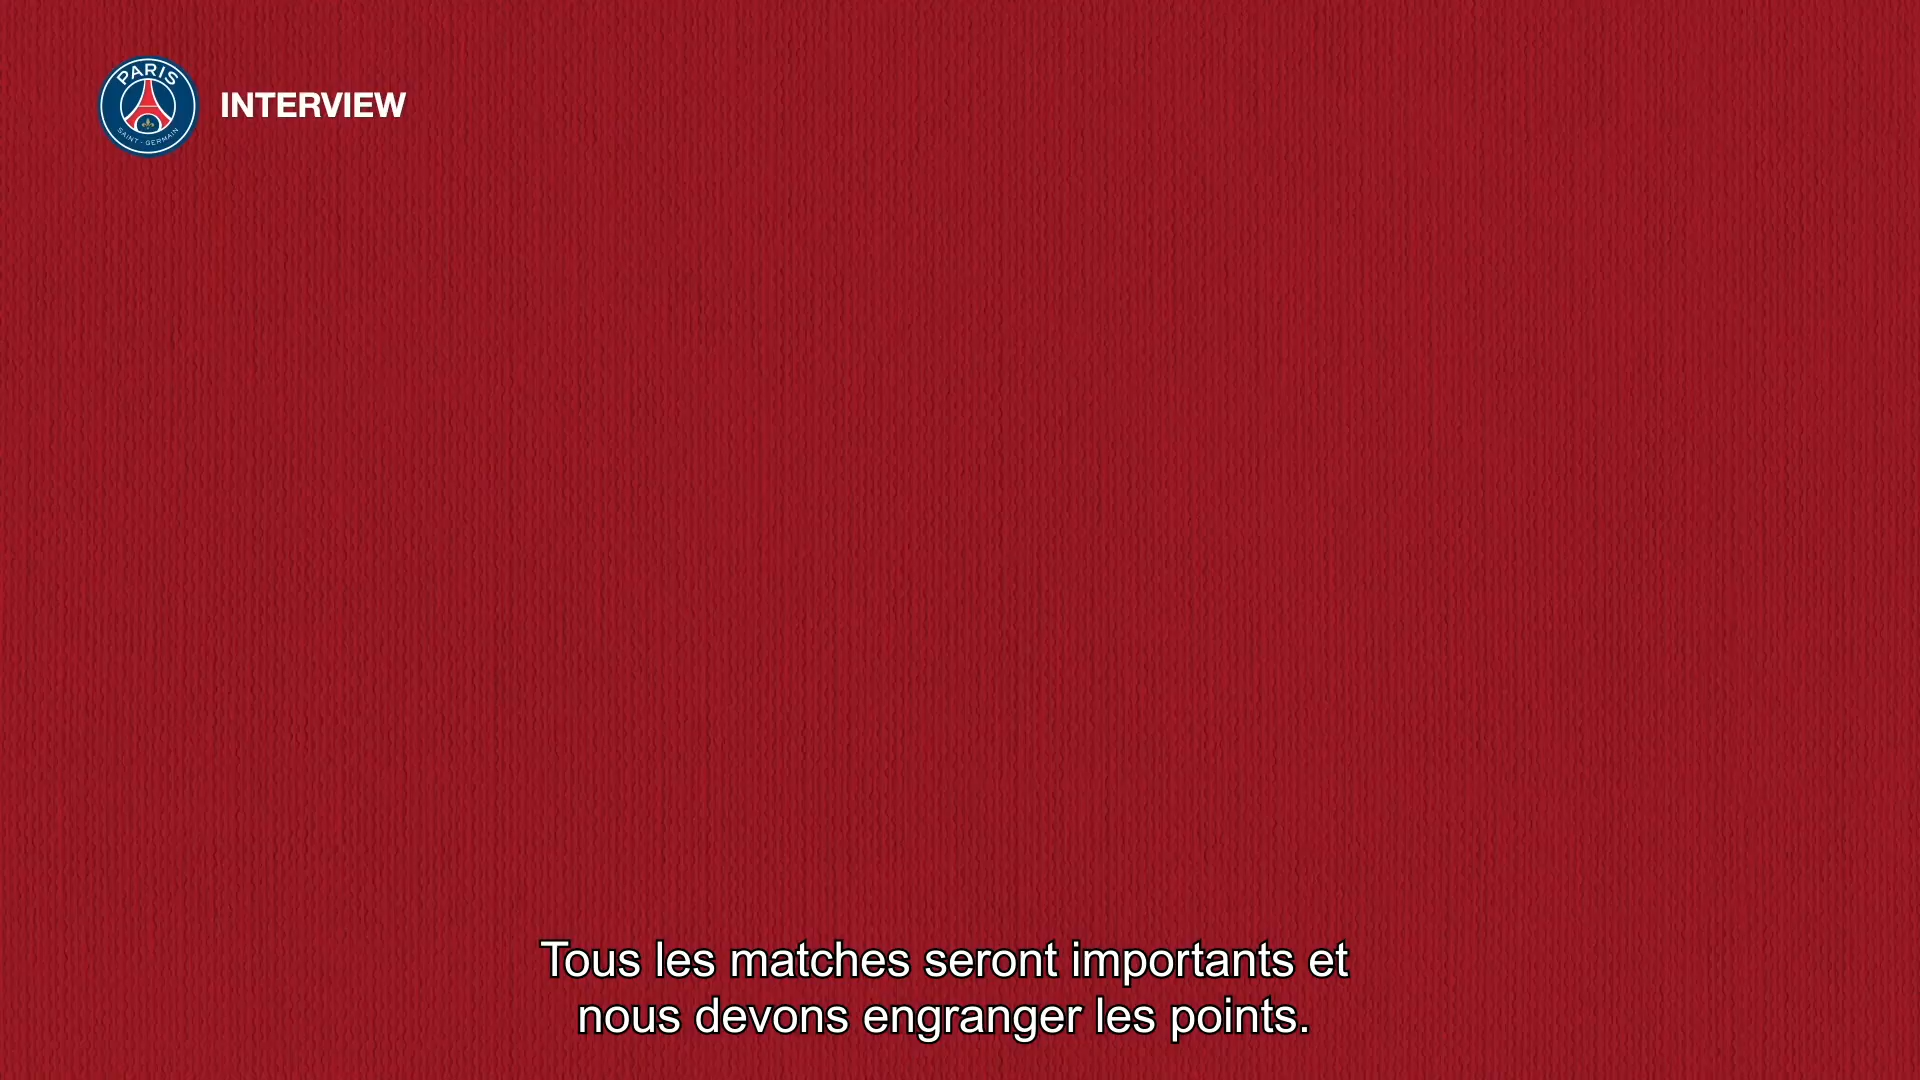 PARIS
SAINT - GERMAIN
INTERVIEW
Tous les matches seront importants et
nous devons engranger les points.